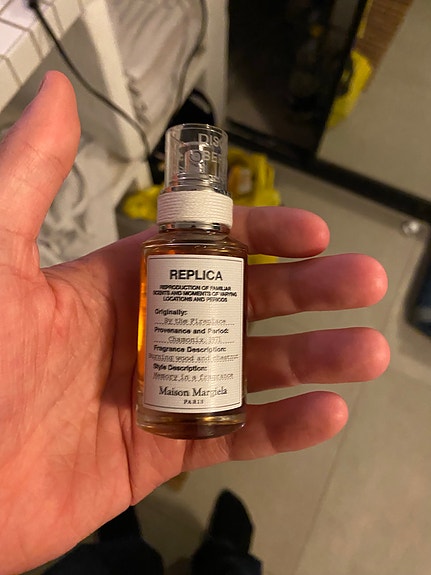 DIS
REPLICA
REPRODUCTION OF FAMILIAR
SCENTS AND MOMENTS OF VARYING
LOCATIONS AND PERIODS
Originally:
By the Fireplace
Provenance and Period:
Chamonix, 1971
Fragrance Description:
Burning wood and chestnut
Style Description:
Memory in a fragrance
Maison Margiela
PARIS